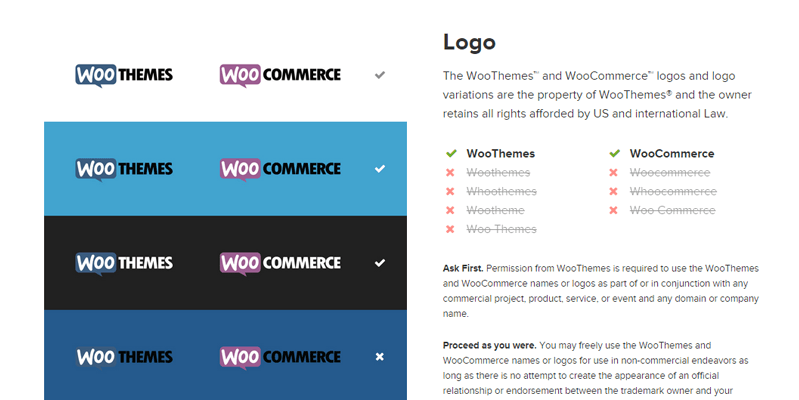 WOO THEMES WOO COMMERCE
WOO THEMES WOO COMMERCE
WOO THEMES WOO COMMERCE
WOO THEMES WOO COMMERCE
Logo
The WooThemes™ and WooCommerce™ logos and logo
variations are the property of WooThemes® and the owner
retains all rights afforded by US and international Law.
WooThemes WooCommerce
Woothemes Woocommerce
Whoothemes Whoocommerce
Wootheme Woo Commerce
Woo Themes
Ask First. Permission from WooThemes is required to use the WooThemes
and WooCommerce names or logos as part of or in conjunction with any
commercial project, product, service, or event and any domain or company
name.
Proceed as you were. You may freely use the WooThemes and
WooCommerce names or logos for use in non-commercial endeavors as
long as there is no attempt to create the appearance of an official
relationship or endorsement between the trademark owner and your